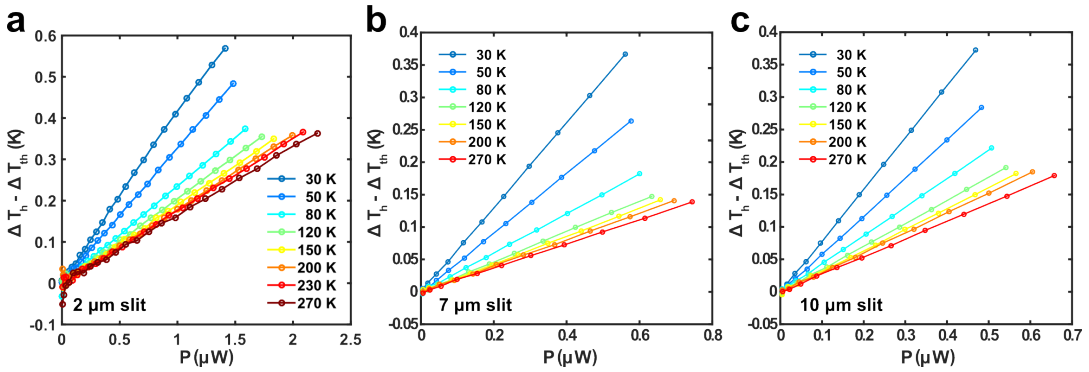 a
0.6
0.5
0.4
0.3
0.2
0.1
0
-0.1
Δ Th - Δ Tth (K)
30 K
50 K
80 K
120 K
150 K
200 K
230 K
270 K
2 μm slit
0
0.5
1
1.5
2
2.5
P (μW)
b
0.4
0.35
0.3
0.25
0.2
0.15
0.1
0.05
0
-0.05
Δ Th - Δ Tth (K)
30 K
50 K
80 K
120 K
150 K
200 K
270 K
7 μm slit
0
0.2
0.4
0.6
0.8
P (μW)
c
0.4
0.35
0.3
0.25
0.2
0.15
0.1
0.05
0
-0.05
Δ Th - Δ Tth (K)
30 K
50 K
80 K
120 K
150 K
200 K
270 K
10 μm slit
0
0.1
0.2
0.3
0.4
0.5
0.6
0.7
P (μW)